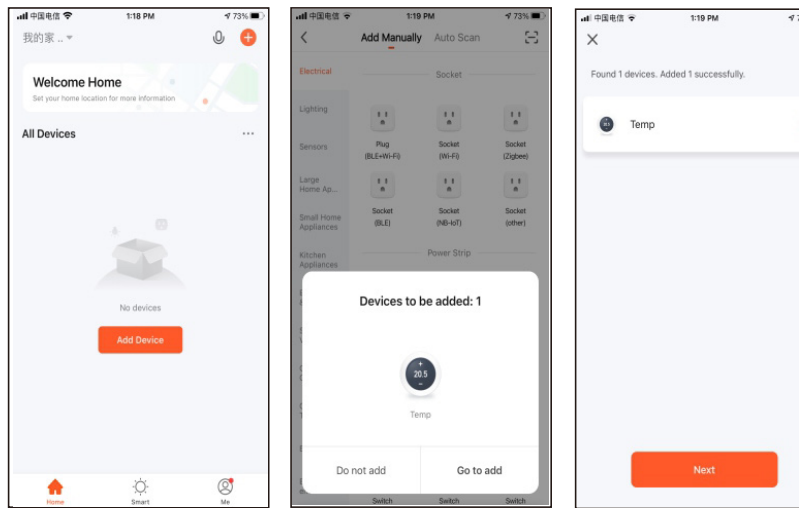 中国电信 1:18 PM 73%
我的家 ..
Welcome Home
Set your home location for more information
All Devices
No devices
Add Device
Home Smart Me
中国电信 1:19 PM 73%
Add Manually Auto Scan
Electrical
Socket
Lighting
Sensors
Plug
(BLE+Wi-Fi)
Socket
(Wi-Fi)
Socket
(Zigbee)
Large
Home Ap...
Small Home
Appliances
Socket
(BLE)
Socket
(NB-IoT)
Socket
(other)
Kitchen
Appliances
Power Strip
Devices to be added: 1
20.5
Temp
Do not add Go to add
Switch Switch Switch
中国电信 1:19 PM 7
Found 1 devices. Added 1 successfully.
Temp
Next